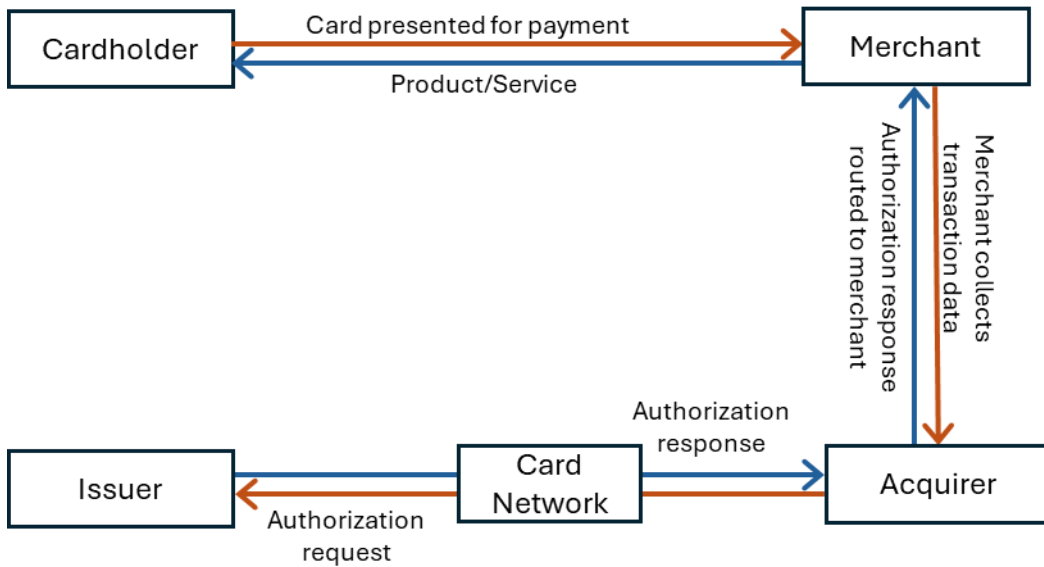 Cardholder
Card presented for payment
Merchant
Product/Service
Authorization response
routed to merchant
Merchant collects
transaction data
Authorization
response
Issuer
Card
Network
Acquirer
Authorization
request